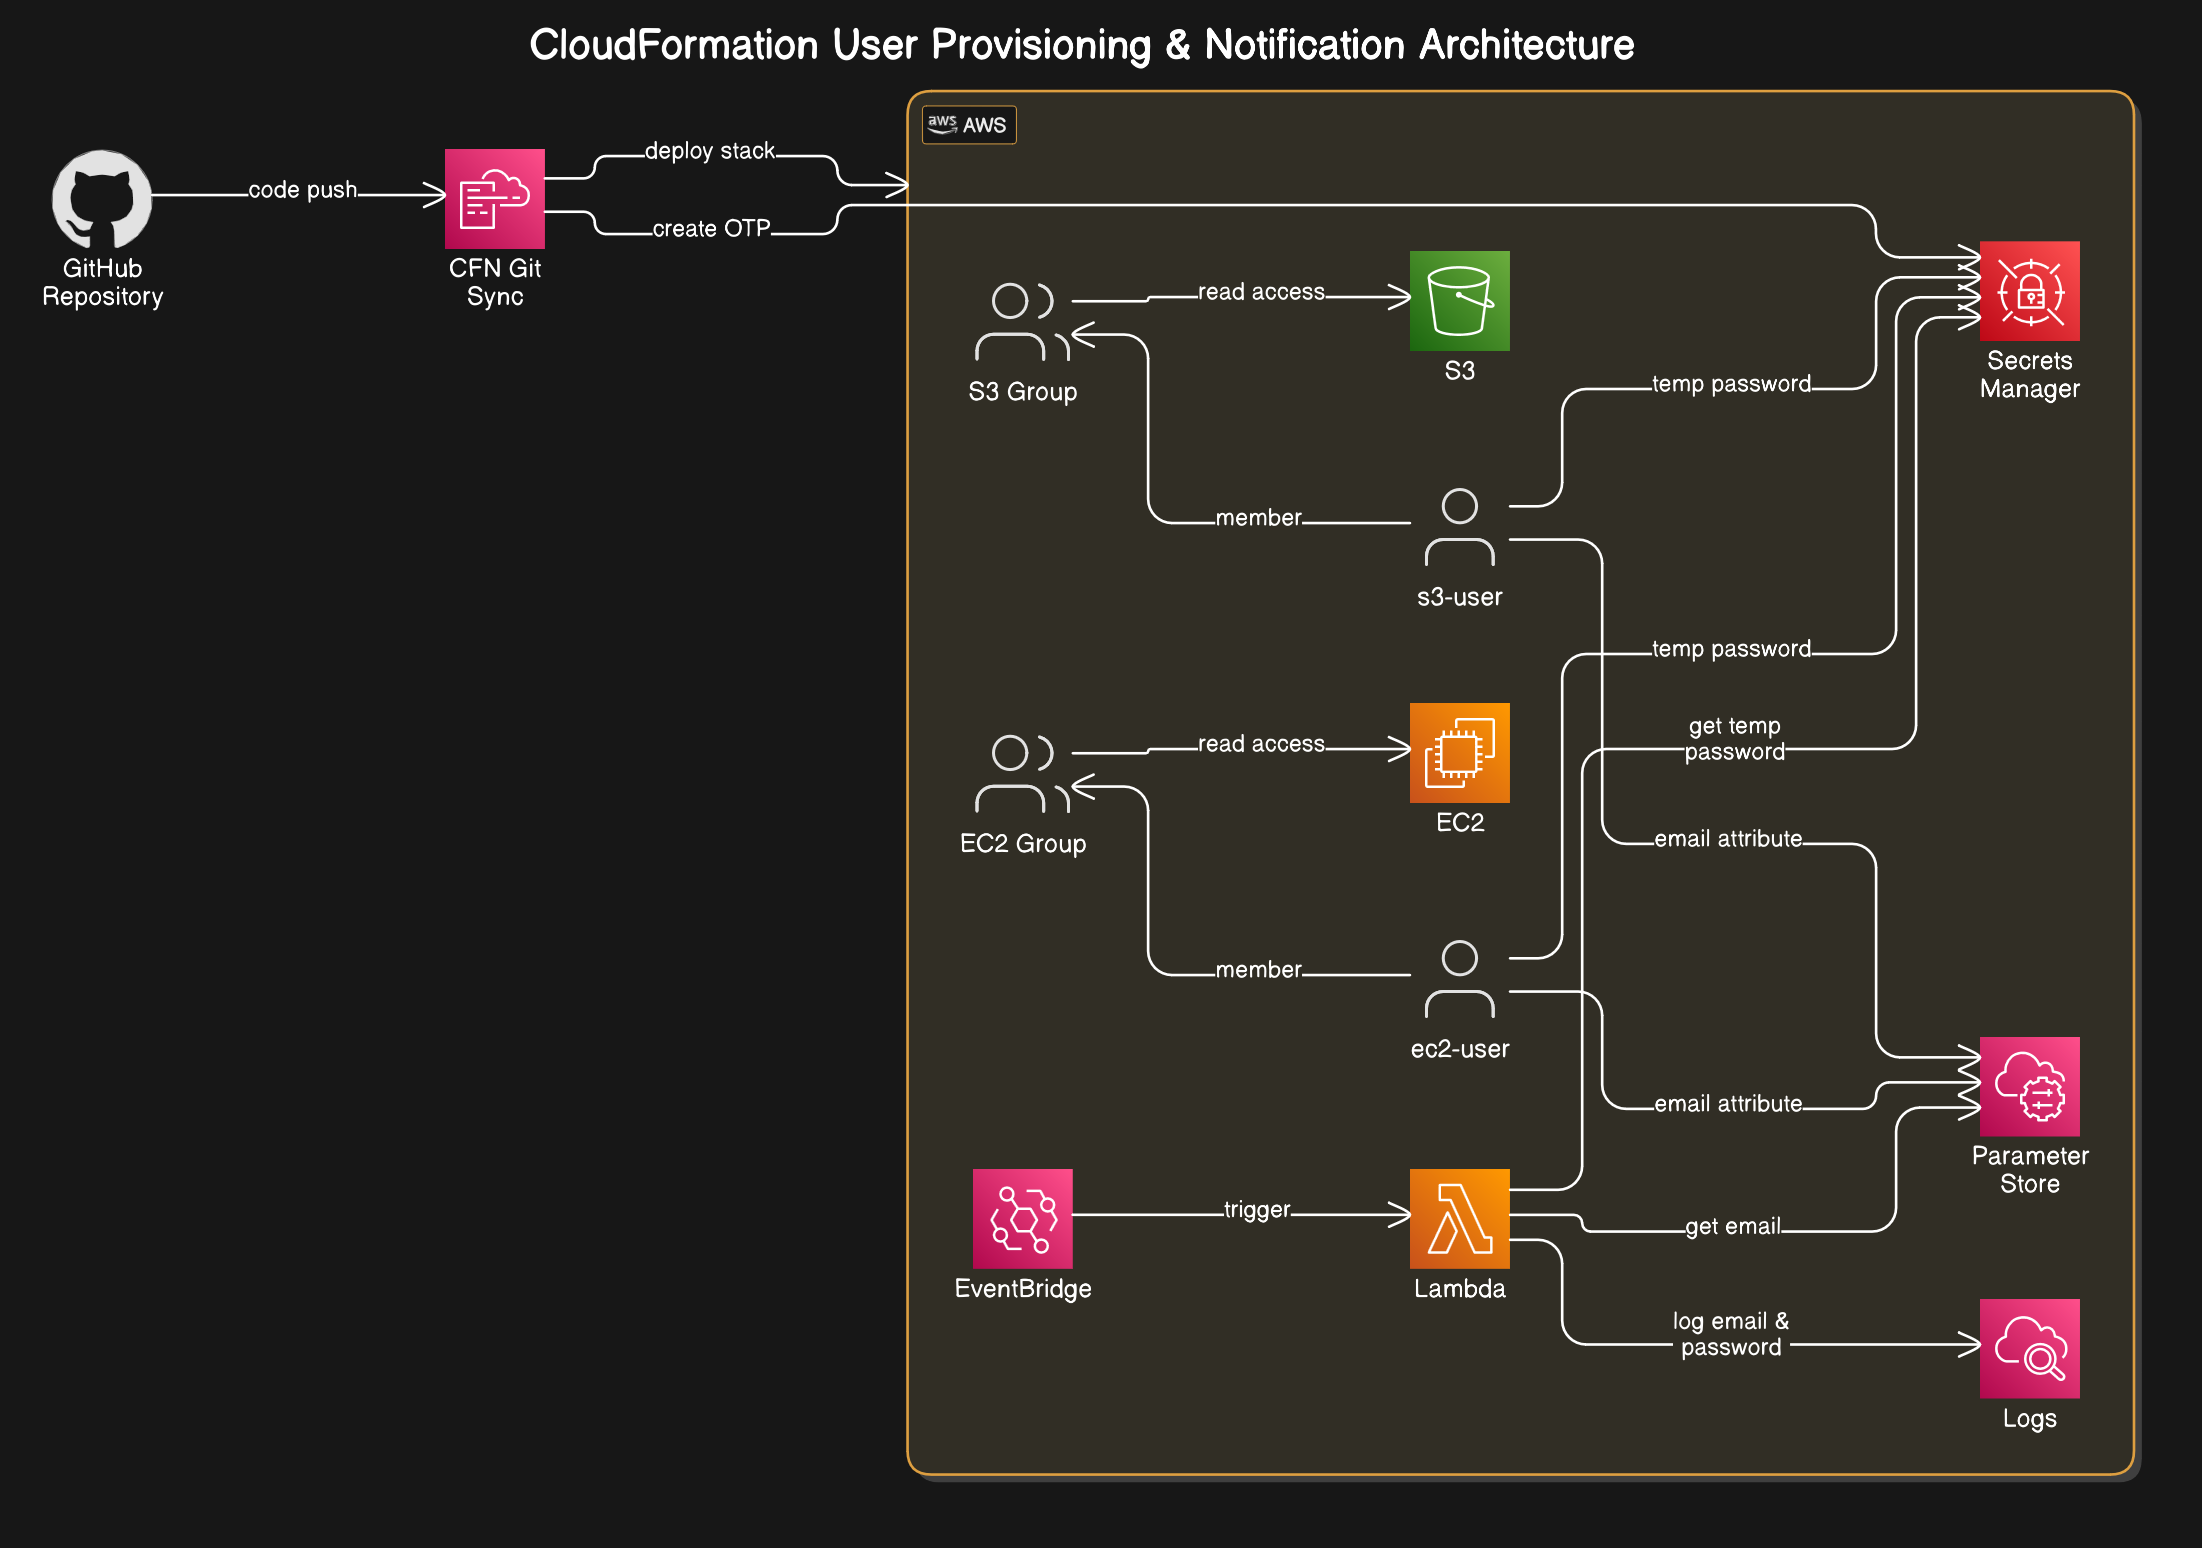 CloudFormation User Provisioning & Notification Architecture
aws AWS
deploy stack
code push
create OTP
GitHub
Repository
CFN Git
Sync
read access
S3 Group
S3
Secrets
Manager
temp password
member
s3-user
temp password
get temp
password
read access
EC2 Group
EC2
email attribute
member
ec2-user
email attribute
Parameter
Store
trigger
get email
EventBridge
Lambda
log email &
password
Logs